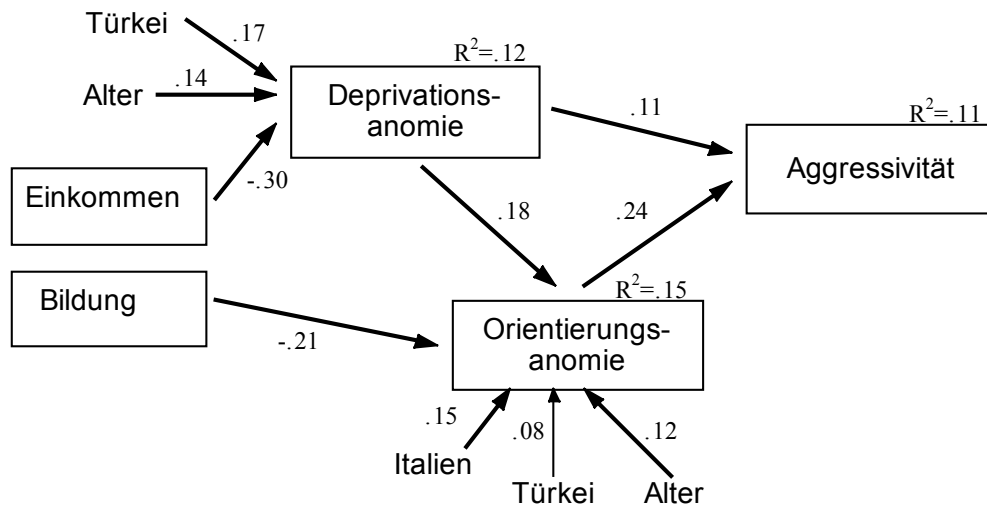 Türkei
.17
R²=.12
.14
Alter
Deprivations-
anomie
.11
R²=.11
Aggressivität
-.30
Einkommen
.18
.24
Bildung
R²=.15
-.21
Orientierungs-
anomie
.15
.08
.12
Italien
Türkei
Alter